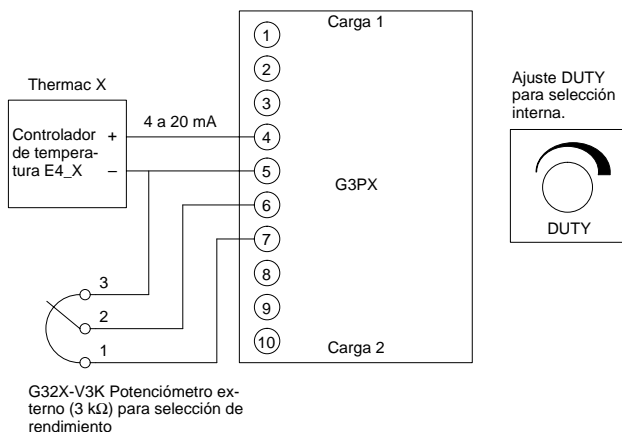 Carga 1
1
2
3
4
5
6
7
8
9
10
G3PX
Carga 2
Thermac X
Controlador
de tempera-
tura E4_X
+
–
4 a 20 mA
3
2
1
G32X-V3K Potenciómetro ex-
terno (3 kΩ) para selección de
rendimiento
Ajuste DUTY
para selección
interna.
DUTY